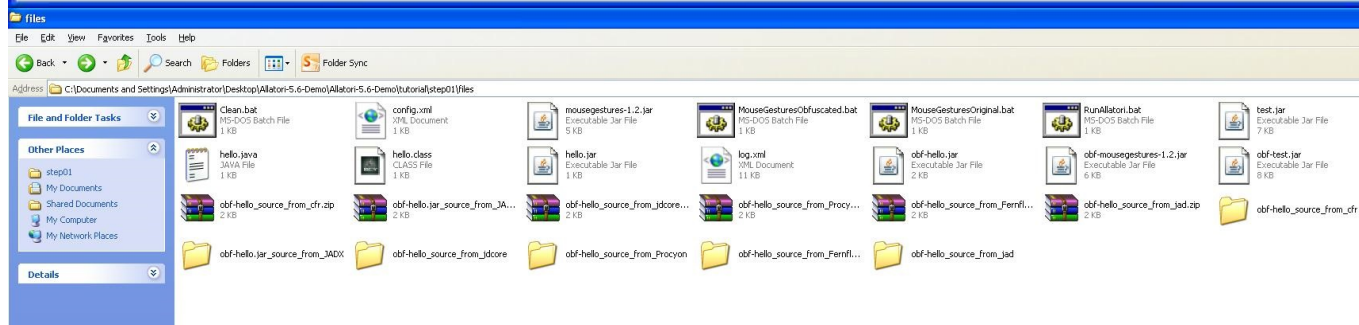 files
File Edit View Favorites Tools Help
Back Search Folders Folder Sync
Address C:\Documents and Settings\Administrator\Desktop\Allatori-5.6-Demo\Allatori-5.6-Demo\tutorial\step01\files
File and Folder Tasks
Other Places
step01
My Documents
Shared Documents
My Computer
My Network Places
Details
Clean.bat
MS-DOS Batch File
1 KB
config.xml
XML Document
1 KB
mousegestures-1.2.jar
Executable Jar File
5 KB
MouseGesturesObfuscated.bat
MS-DOS Batch File
1 KB
MouseGesturesOriginal.bat
MS-DOS Batch File
1 KB
RunAllatori.bat
MS-DOS Batch File
1 KB
test.jar
Executable Jar File
7 KB
hello.java
JAVA File
1 KB
hello.class
CLASS File
1 KB
hello.jar
Executable Jar File
1 KB
log.xml
XML Document
11 KB
obf-hello.jar
Executable Jar File
2 KB
obf-mousegestures-1.2.jar
Executable Jar File
6 KB
obf-test.jar
Executable Jar File
8 KB
obf-hello_source_from_cfr.zip
2 KB
obf-hello.jar_source_from_JA...
2 KB
obf-hello_source_from_jdcore...
2 KB
obf-hello_source_from_Procy...
2 KB
obf-hello_source_from_Fernfl...
2 KB
obf-hello_source_from_jad.zip
2 KB
obf-hello_source_from_cfr
obf-hello.jar_source_from_JADX
obf-hello_source_from_jdcore
obf-hello_source_from_Procyon
obf-hello_source_from_Fernfl...
obf-hello_source_from_jad